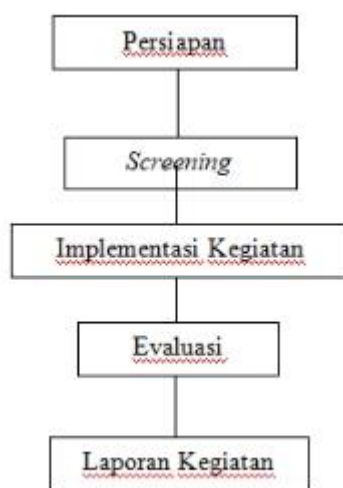 Persiapan
Screening
Implementasi Kegiatan
Evaluasi
Laporan Kegiatan